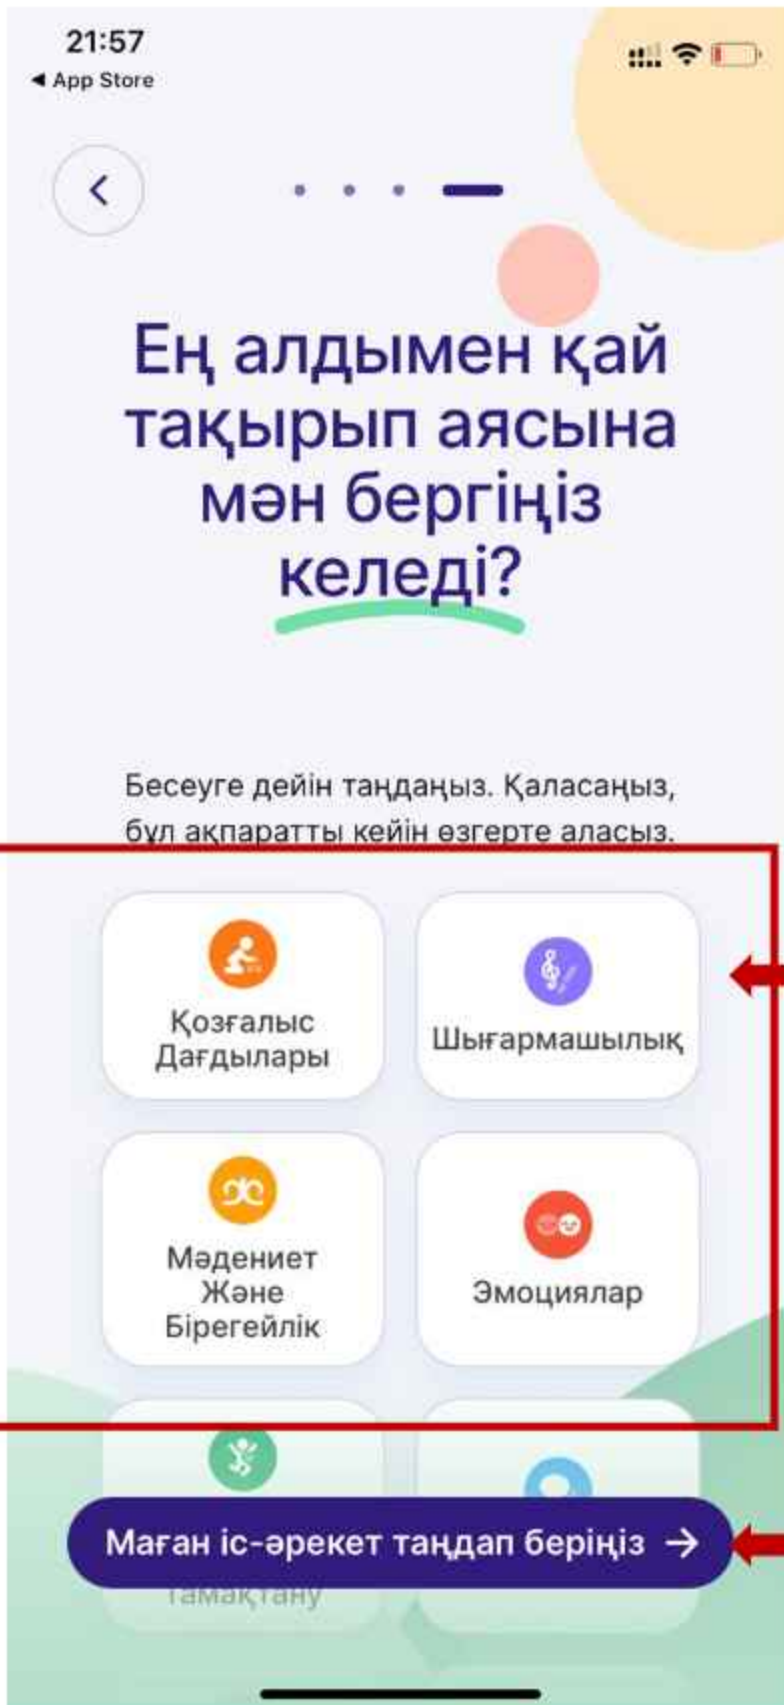 21:57
◀ App Store
Ең алдымен қай
тақырып аясына
мән бергіңіз
келеді?
Бесеуге дейін таңдаңыз. Қаласаңыз,
бұл ақпаратты кейін өзгерте аласыз.
Қозғалыс
Дағдылары
Шығармашылық
Мәдениет
Және
Бірегейлік
Эмоциялар
Маған іс-әрекет таңдап беріңіз →
Тамақтану